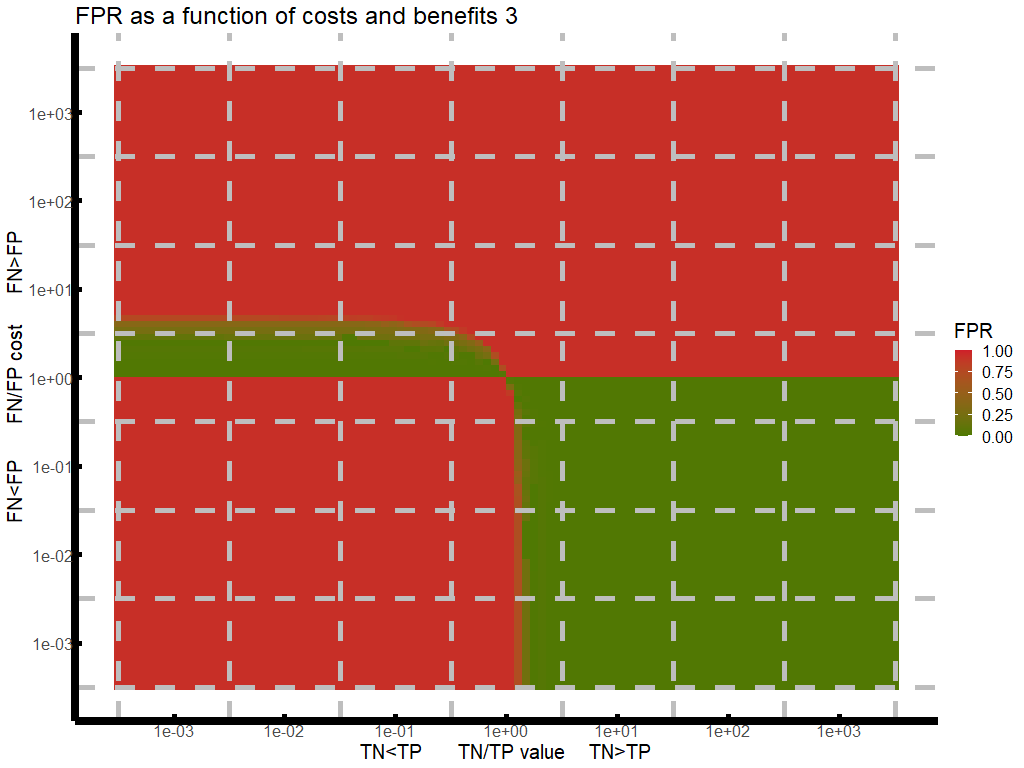 FPR as a function of costs and benefits 3
1e+03
1e+02
1e+01
1e+00
1e-01
1e-02
1e-03
FN<FP FN/FP cost FN>FP
FPR
1.00
0.75
0.50
0.25
0.00
1e-03 1e-02 1e-01 1e+00 1e+01 1e+02 1e+03
TN<TP TN/TP value TN>TP